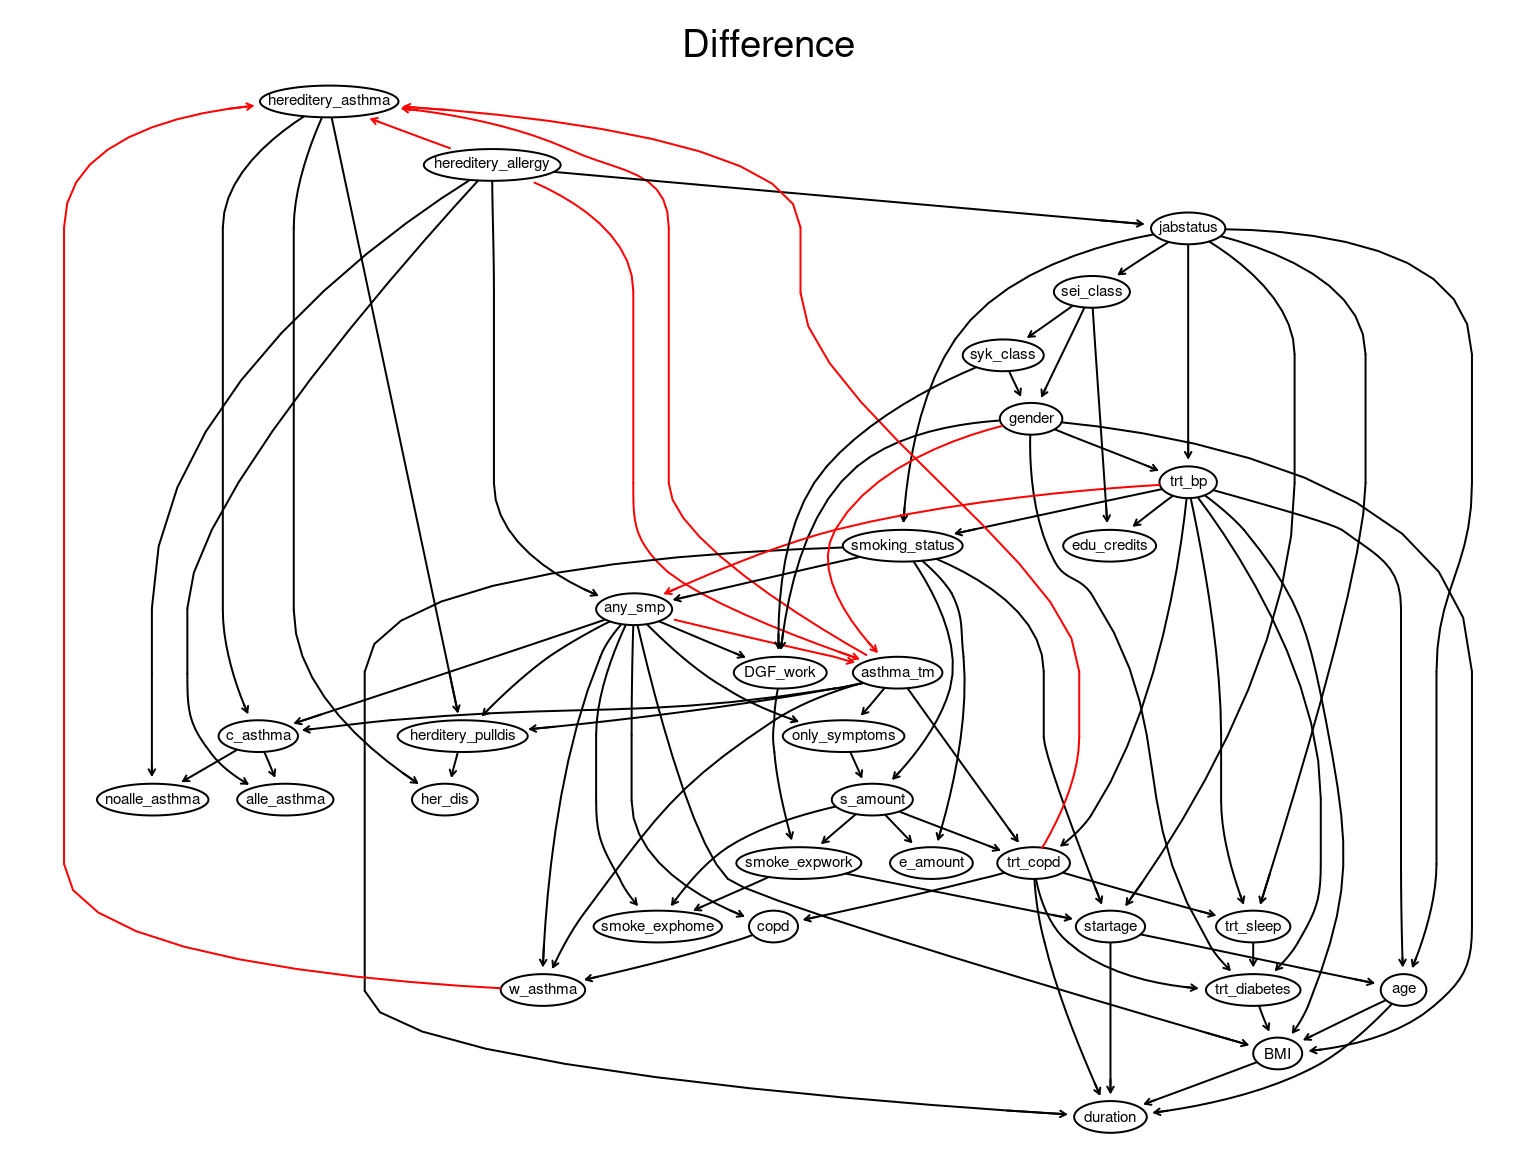 Difference
hereditery_asthma
hereditery_allergy
jabstatus
sei_class
syk_class
gender
trt_bp
smoking_status
edu_credits
any_smp
DGF_work
asthma_tm
c_asthma
herditery_pulldis
only_symptoms
noalle_asthma
alle_asthma
her_dis
s_amount
smoke_expwork
e_amount
trt_copd
smoke_exphome
copd
startage
trt_sleep
w_asthma
trt_diabetes
age
BMI
duration